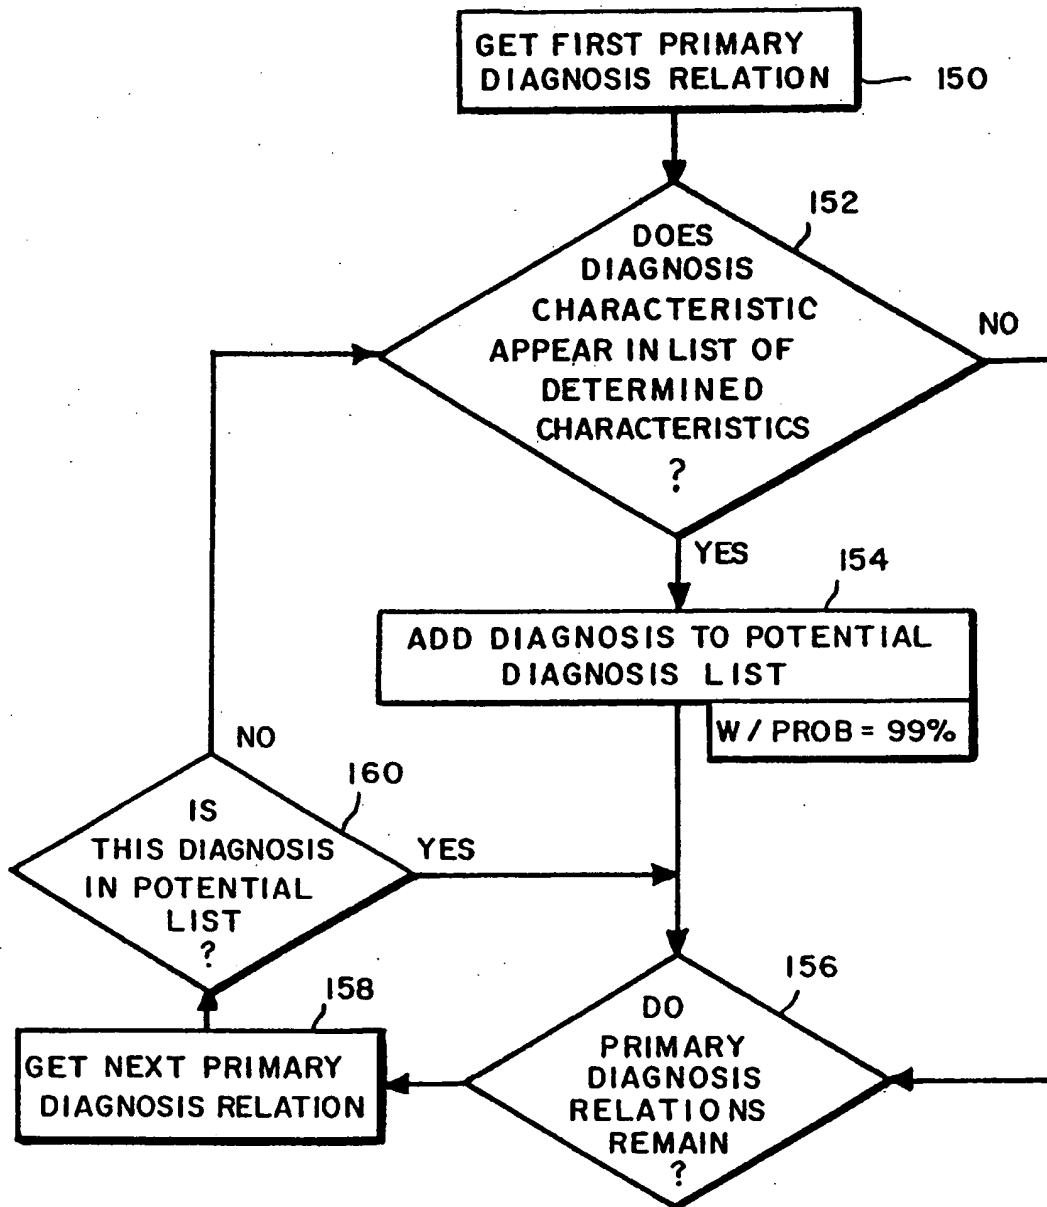 GET FIRST PRIMARY
DIAGNOSIS RELATION
150
152
DOES
DIAGNOSIS
CHARACTERISTIC
APPEAR IN LIST OF
DETERMINED
CHARACTERISTICS
?
NO
YES
154
ADD DIAGNOSIS TO POTENTIAL
DIAGNOSIS LIST
W / PROB = 99%
NO
160
IS
THIS DIAGNOSIS
IN POTENTIAL
LIST
?
YES
156
DO
PRIMARY
DIAGNOSIS
RELATIONS
REMAIN
?
158
GET NEXT PRIMARY
DIAGNOSIS RELATION